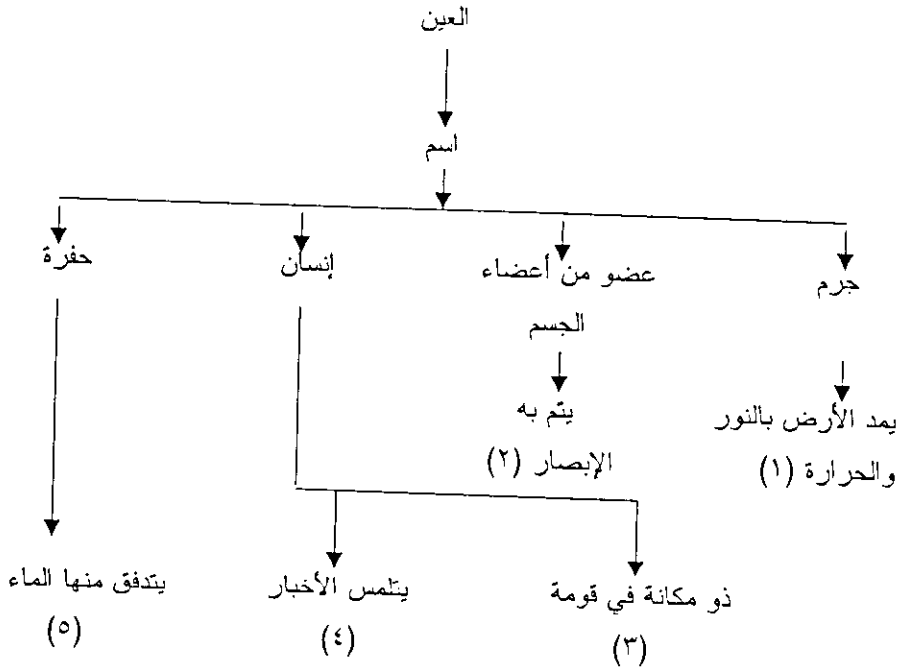 العين
اسم
جرم
عضو من أعضاء
الجسم
إنسان
حفرة
يمد الأرض بالنور
والحرارة (١)
يتم به
الإبصار (٢)
ذو مكانة في قومة
(٣)
يتلمس الأخبار
(٤)
يتدفق منها الماء
(٥)